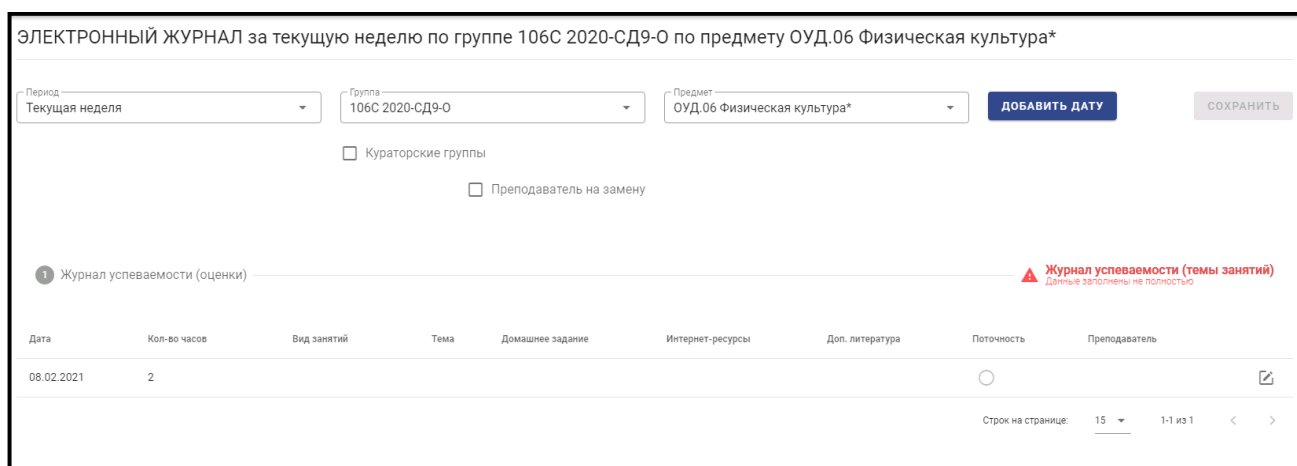 ЭЛЕКТРОННЫЙ ЖУРНАЛ за текущую неделю по группе 106С 2020-СД9-О по предмету ОУД.06 Физическая культура*
Период Группа Предмет
Текущая неделя 106С 2020-СД9-О ОУД.06 Физическая культура* ДОБАВИТЬ ДАТУ СОХРАНИТЬ
Кураторские группы
Преподаватель на замену
1 Журнал успеваемости (оценки) Журнал успеваемости (темы занятий)
Данные заполнены не полностью
Дата Кол-во часов Вид занятий Тема Домашнее задание Интернет-ресурсы Доп. литература Поточность Преподаватель
08.02.2021 2
Строк на странице: 15 1-1 из 1